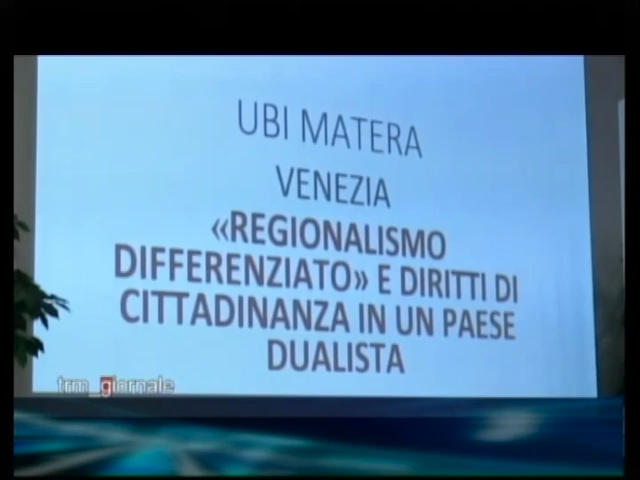 UBI MATERA
VENEZIA
«REGIONALISMO
DIFFERENZIATO» E DIRITTI DI
CITTADINANZA IN UN PAESE
DUALISTA
trm_giornale